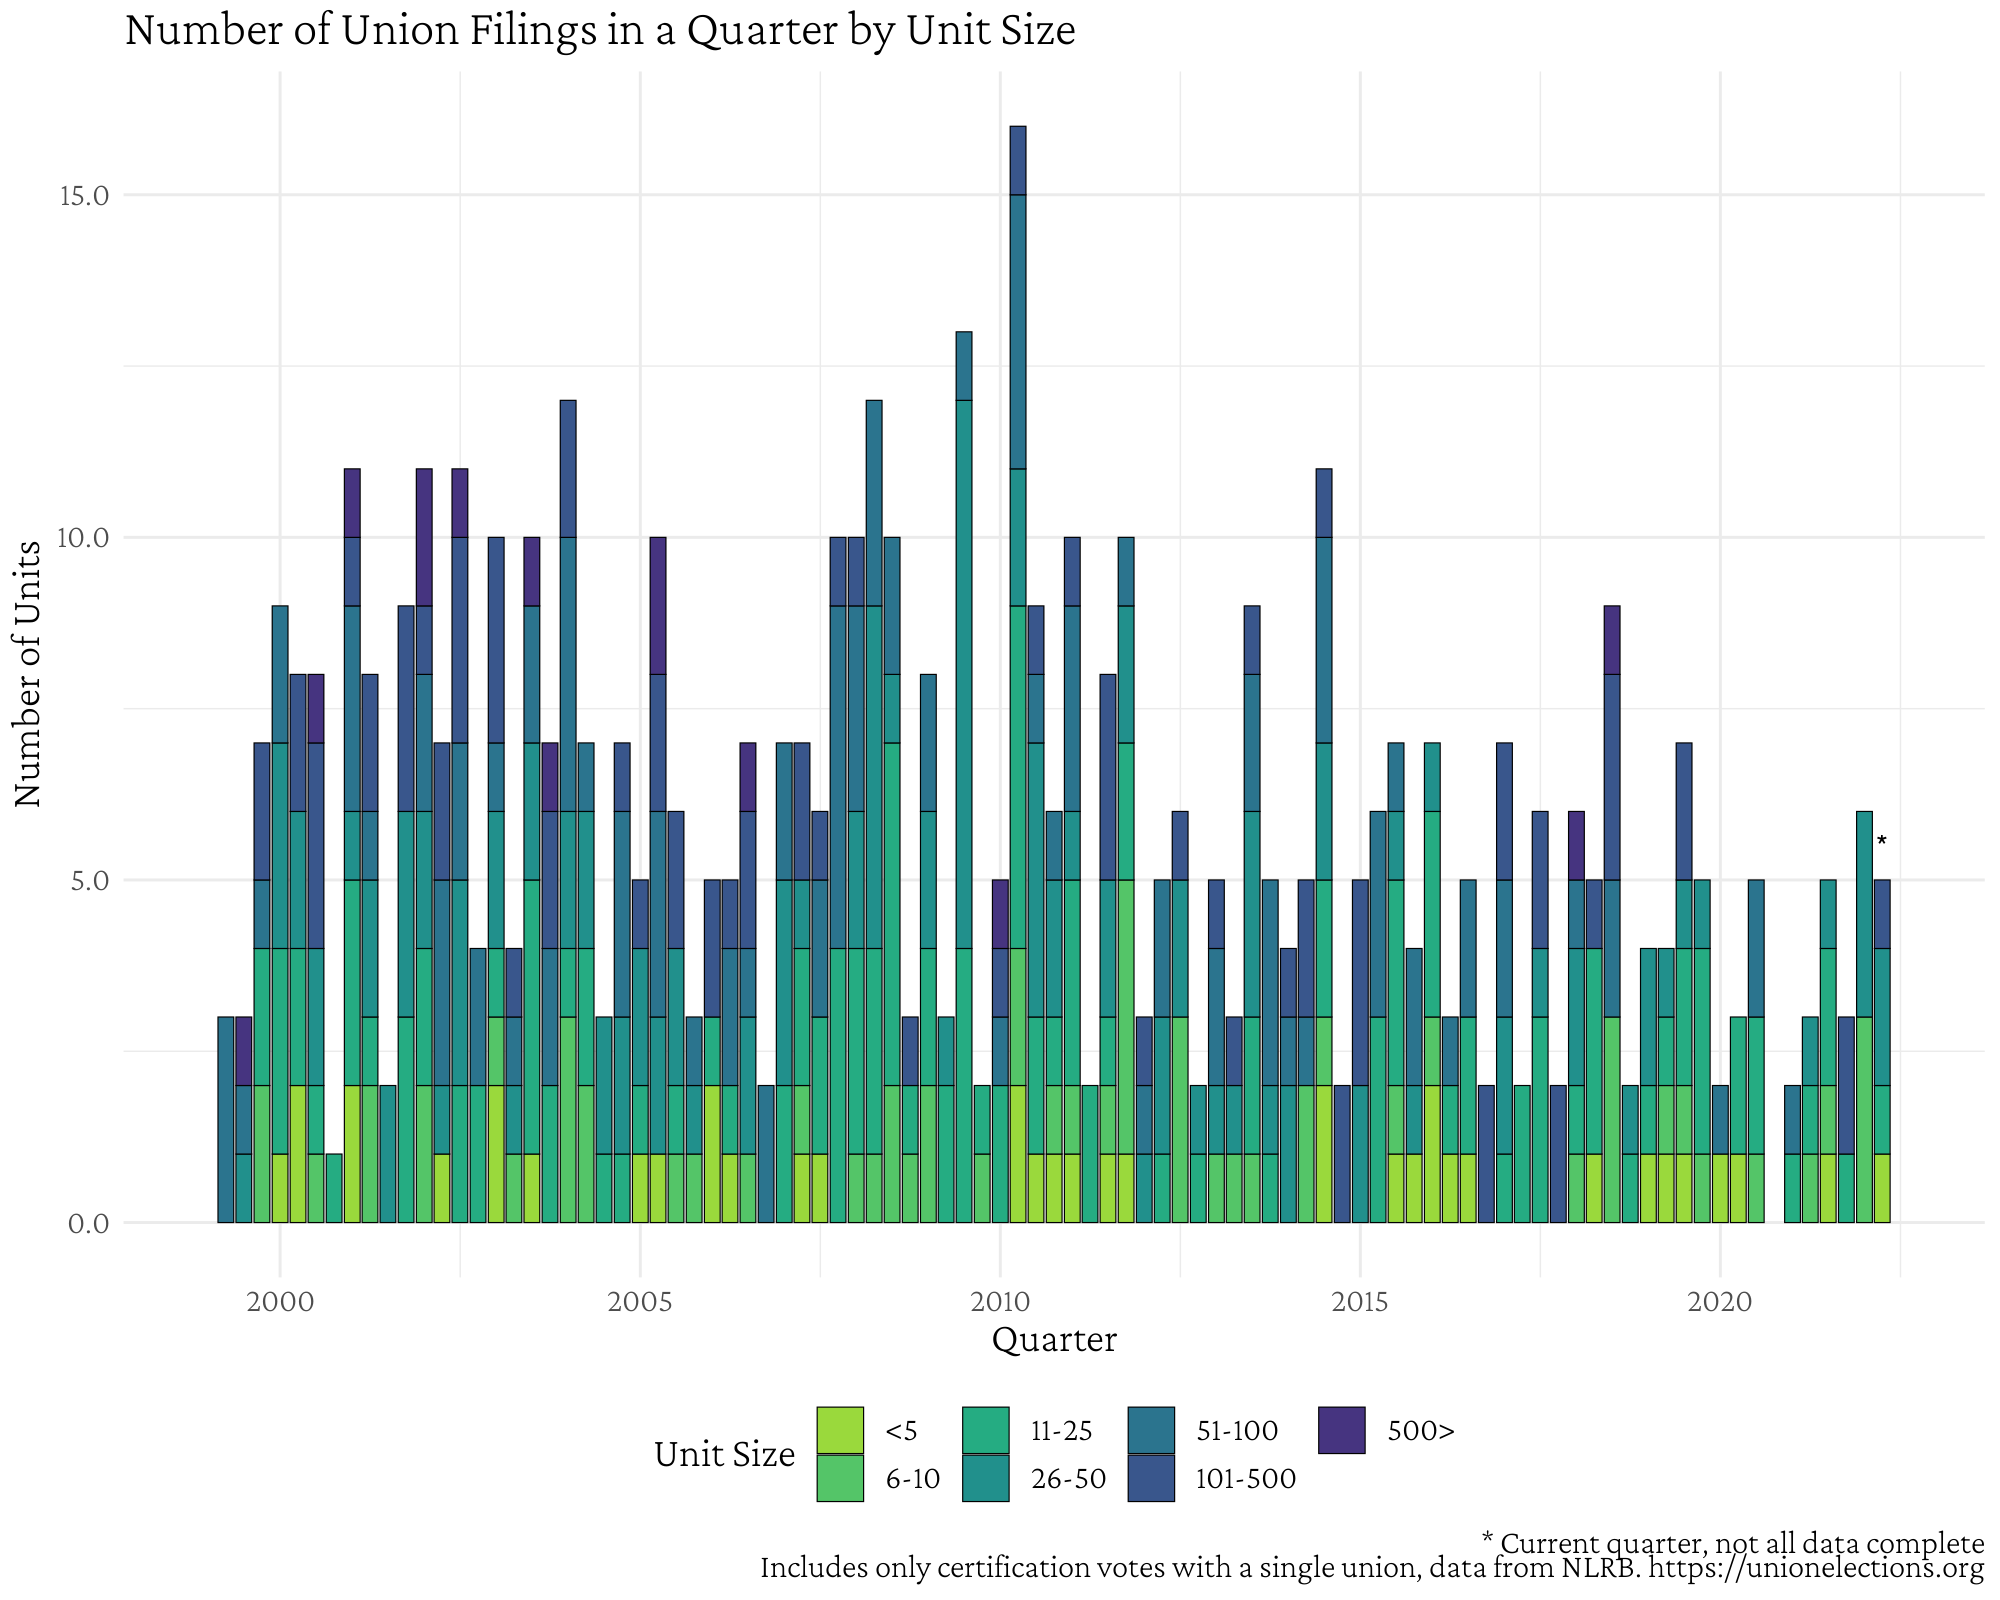 Number of Union Filings in a Quarter by Unit Size
Number of Units
15.0
10.0
5.0
0.0
*
2000 2005 2010 2015 2020
Quarter
Unit Size
<5 11-25 51-100 500>
6-10 26-50 101-500
* Current quarter, not all data complete
Includes only certification votes with a single union, data from NLRB. https://unionelections.org